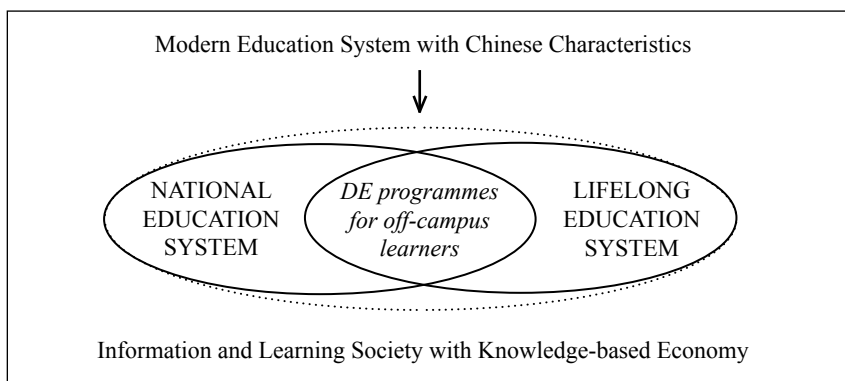 Modern Education System with Chinese Characteristics
NATIONAL
EDUCATION
SYSTEM
DE programmes
for off-campus
learners
LIFELONG
EDUCATION
SYSTEM
Information and Learning Society with Knowledge-based Economy